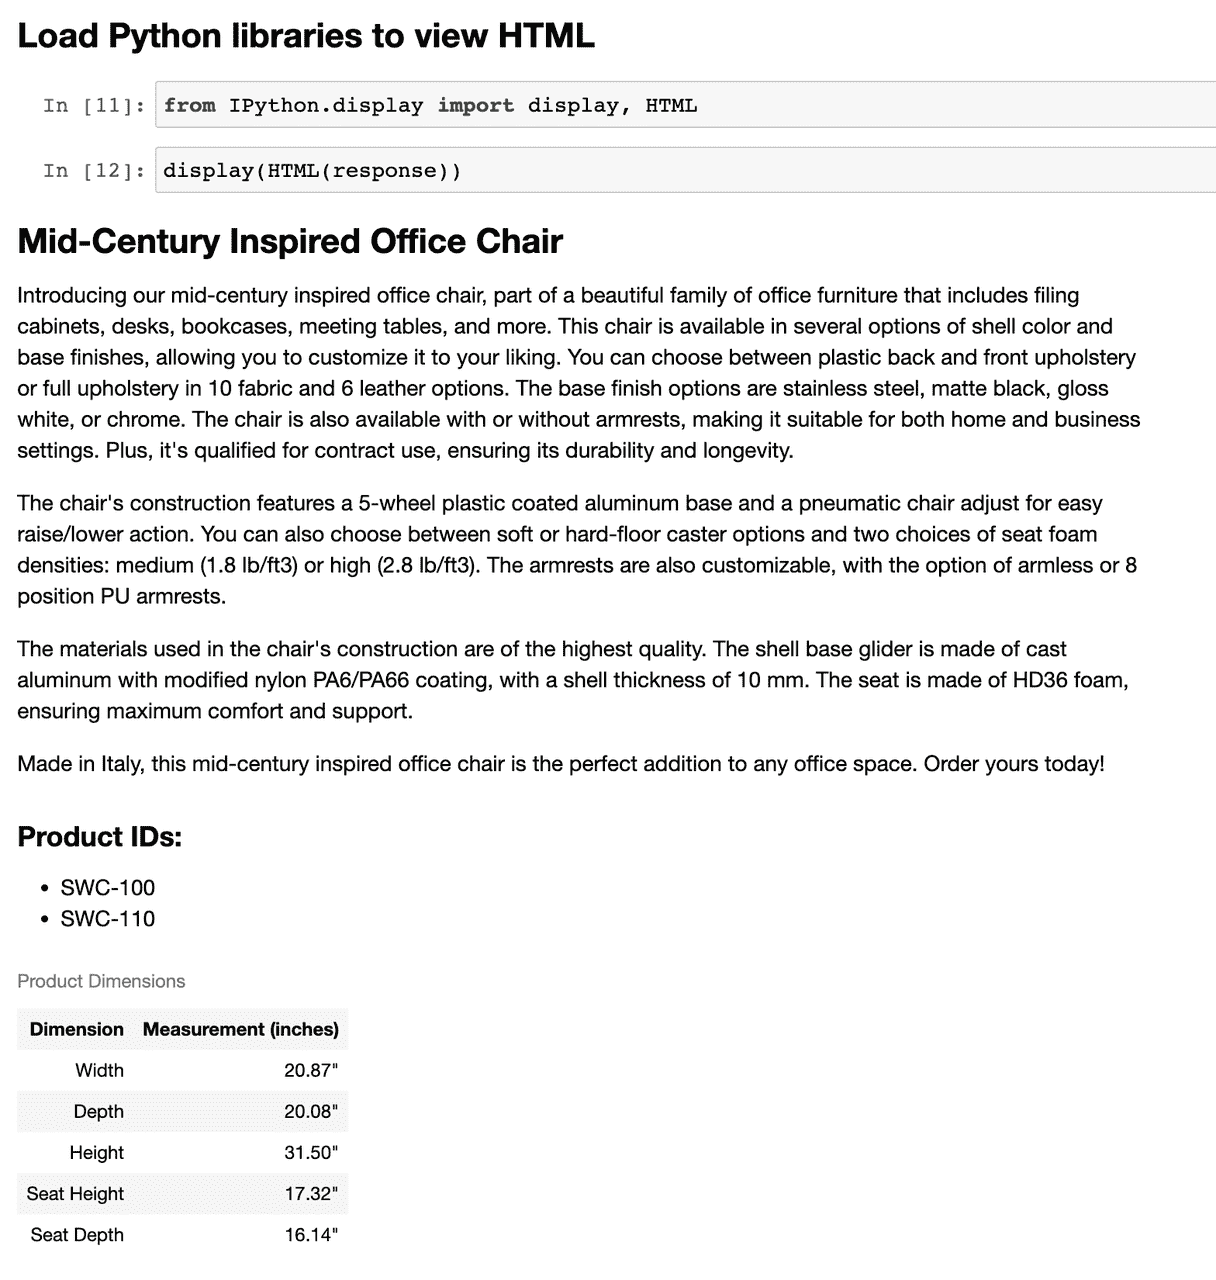 Load Python libraries to view HTML
In [11]: from IPython.display import display, HTML
In [12]: display(HTML(response))
Mid-Century Inspired Office Chair
Introducing our mid-century inspired office chair, part of a beautiful family of office furniture that includes filing
cabinets, desks, bookcases, meeting tables, and more. This chair is available in several options of shell color and
base finishes, allowing you to customize it to your liking. You can choose between plastic back and front upholstery
or full upholstery in 10 fabric and 6 leather options. The base finish options are stainless steel, matte black, gloss
white, or chrome. The chair is also available with or without armrests, making it suitable for both home and business
settings. Plus, it's qualified for contract use, ensuring its durability and longevity.
The chair's construction features a 5-wheel plastic coated aluminum base and a pneumatic chair adjust for easy
raise/lower action. You can also choose between soft or hard-floor caster options and two choices of seat foam
densities: medium (1.8 lb/ft3) or high (2.8 lb/ft3). The armrests are also customizable, with the option of armless or 8
position PU armrests.
The materials used in the chair's construction are of the highest quality. The shell base glider is made of cast
aluminum with modified nylon PA6/PA66 coating, with a shell thickness of 10 mm. The seat is made of HD36 foam,
ensuring maximum comfort and support.
Made in Italy, this mid-century inspired office chair is the perfect addition to any office space. Order yours today!
Product IDs:
• SWC-100
• SWC-110
Product Dimensions
Dimension Measurement (inches)
Width 20.87"
Depth 20.08"
Height 31.50"
Seat Height 17.32"
Seat Depth 16.14"